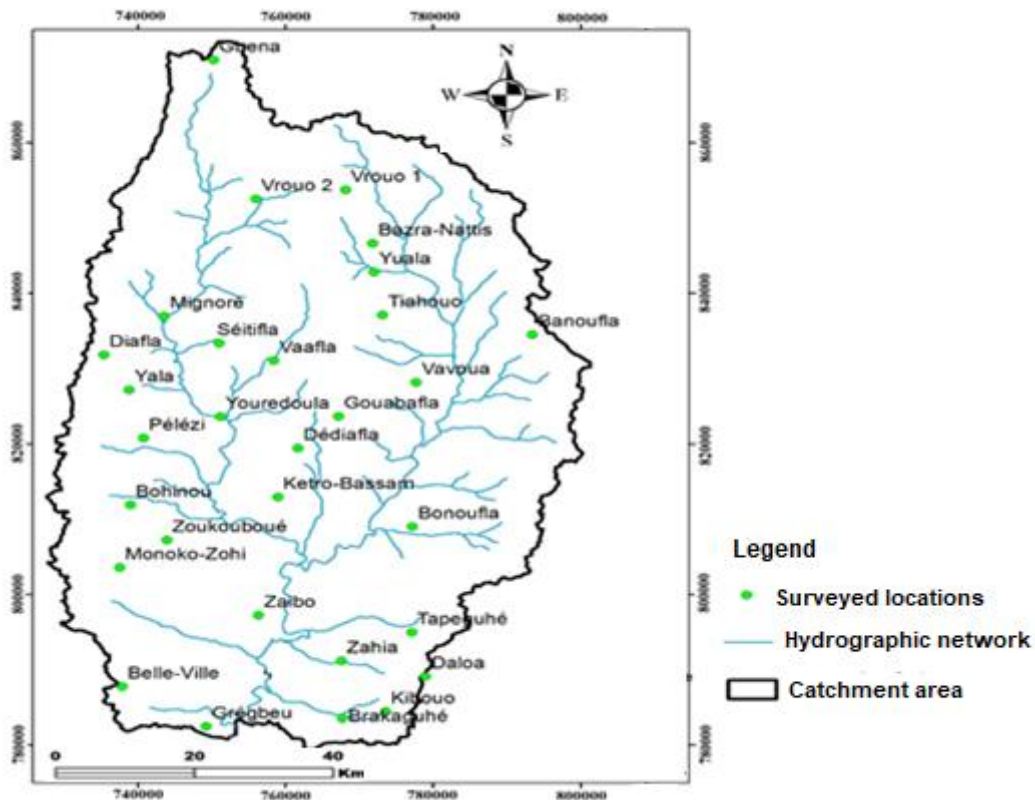 740000 760000 780000 800000
Guena
N
W E
S
860000 860000
Vrouo 2 Vrouo 1
Bazra-Nattis
Yuala
840000 840000
Mignoré Tiahouo
Banoufla
Séitifla
Diafla Vaafla
Yala Vavoua
Youredoula Gouabafla
Pélézi Dédiafla
820000 820000
Ketro-Bassam
Bohinou
Bonoufla
Zoukouboué
Monoko-Zohi
Legend
800000 800000
Surveyed locations
Zaibo
Tapeguhé
Hydrographic network
Zahia
Belle-Ville Daloa
Catchment area
Kibouo
Grégbeu Brakaguhé
780000 780000
0 20 40
Km
740000 760000 780000 800000